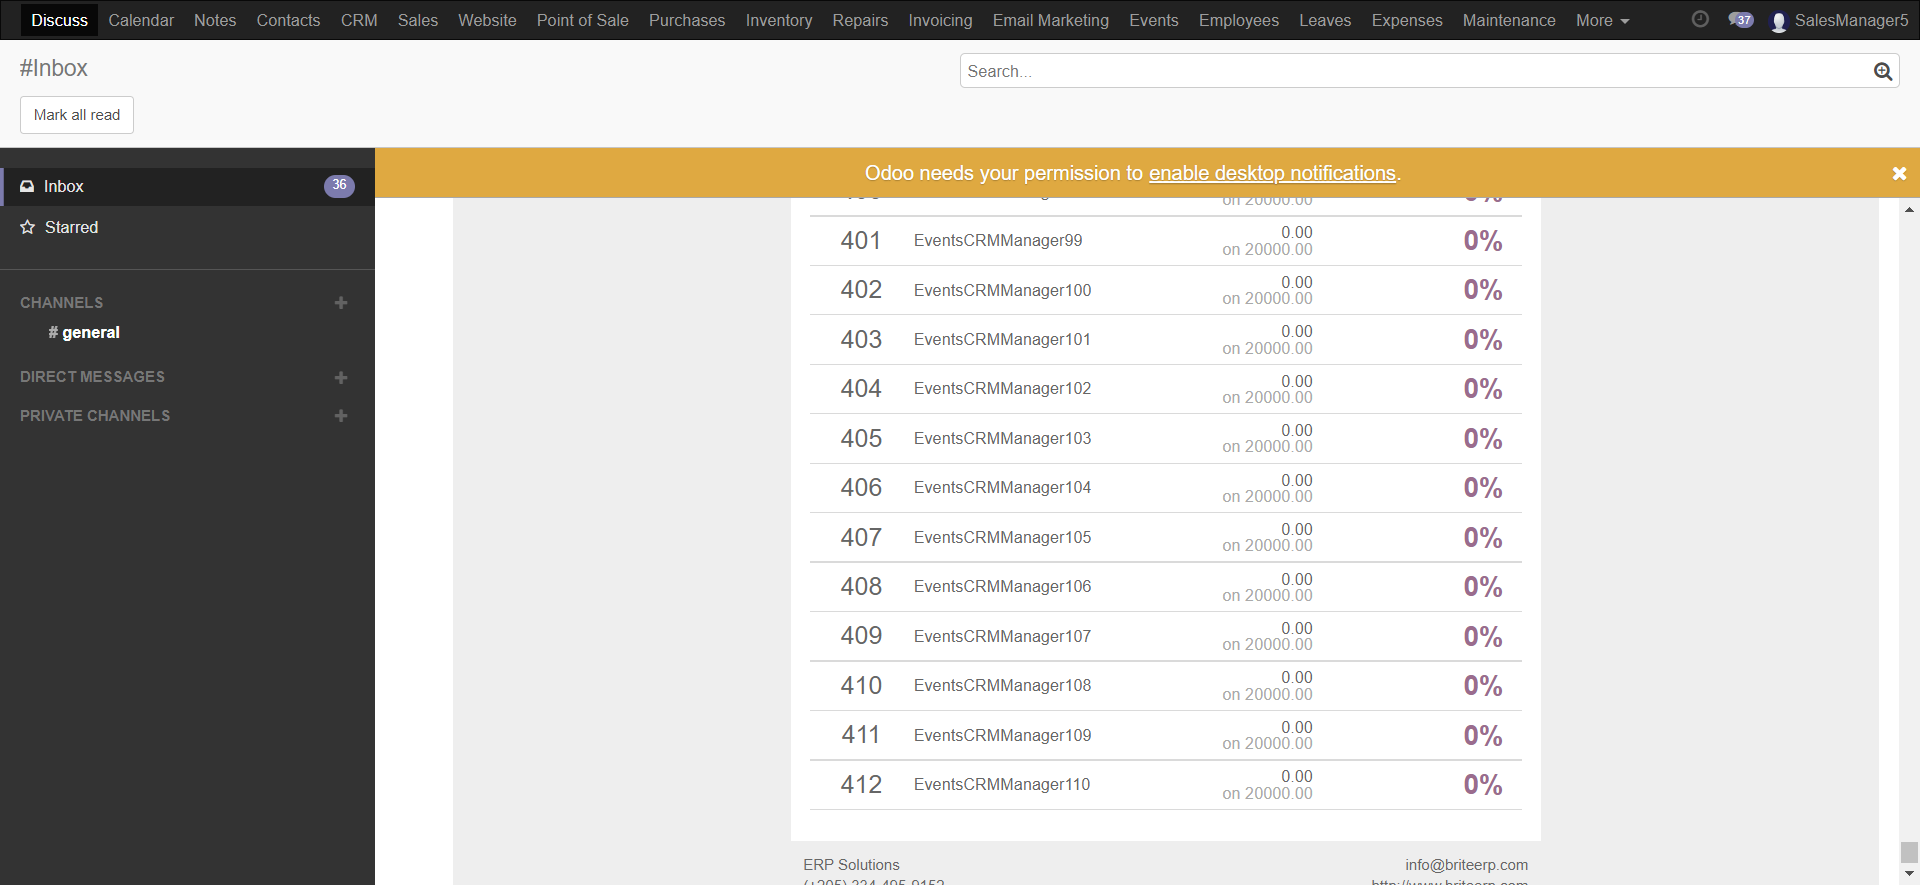 Discuss Calendar Notes Contacts CRM Sales Website Point of Sale Purchases Inventory Repairs Invoicing Email Marketing Events Employees Leaves Expenses Maintenance More 37 SalesManager5
#Inbox
Search...
Mark all read
Odoo needs your permission to enable desktop notifications.
Inbox 36
Starred
CHANNELS
# general
DIRECT MESSAGES
PRIVATE CHANNELS
on 20000.00 0%
401 EventsCRMManager99 0.00 0%
on 20000.00
402 EventsCRMManager100 0.00 0%
on 20000.00
403 EventsCRMManager101 0.00 0%
on 20000.00
404 EventsCRMManager102 0.00 0%
on 20000.00
405 EventsCRMManager103 0.00 0%
on 20000.00
406 EventsCRMManager104 0.00 0%
on 20000.00
407 EventsCRMManager105 0.00 0%
on 20000.00
408 EventsCRMManager106 0.00 0%
on 20000.00
409 EventsCRMManager107 0.00 0%
on 20000.00
410 EventsCRMManager108 0.00 0%
on 20000.00
411 EventsCRMManager109 0.00 0%
on 20000.00
412 EventsCRMManager110 0.00 0%
on 20000.00
ERP Solutions info@briteerp.com